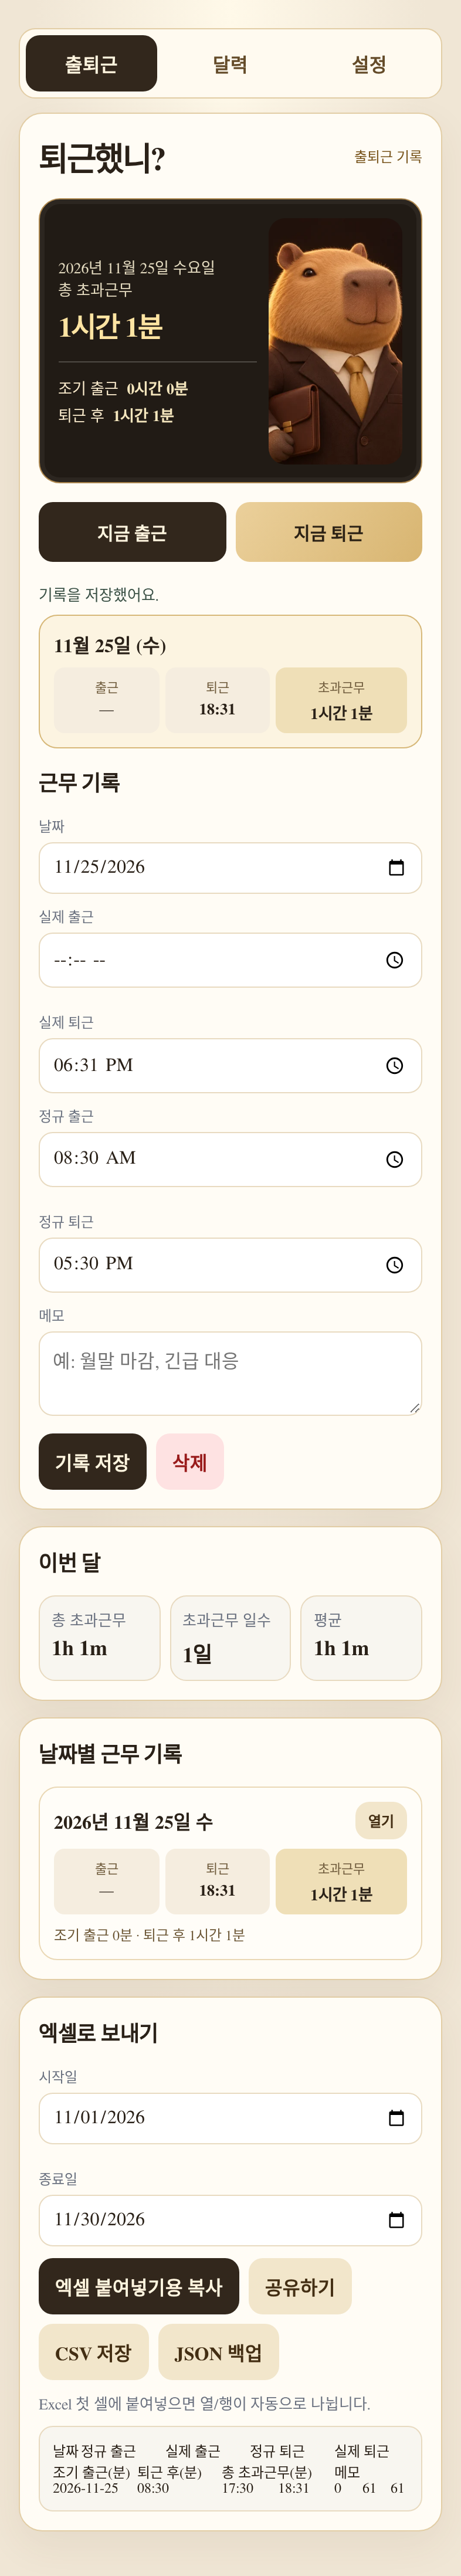 출퇴근 달력 설정
퇴근했니? 출퇴근 기록
2026년 11월 25일 수요일
총 초과근무
1시간 1분
조기 출근 0시간 0분
퇴근 후 1시간 1분
지금 출근 지금 퇴근
기록을 저장했어요.
11월 25일 (수)
출근 퇴근 초과근무
— 18:31 1시간 1분
근무 기록
날짜
11/25/2026
실제 출근
--:-- --
실제 퇴근
06:31 PM
정규 출근
08:30 AM
정규 퇴근
05:30 PM
메모
예: 월말 마감, 긴급 대응
기록 저장 삭제
이번 달
총 초과근무 초과근무 일수 평균
1h 1m 1일 1h 1m
날짜별 근무 기록
2026년 11월 25일 수 열기
출근 퇴근 초과근무
— 18:31 1시간 1분
조기 출근 0분 · 퇴근 후 1시간 1분
엑셀로 보내기
시작일
11/01/2026
종료일
11/30/2026
엑셀 붙여넣기용 복사 공유하기
CSV 저장 JSON 백업
Excel 첫 셀에 붙여넣으면 열/행이 자동으로 나뉩니다.
날짜 정규 출근 실제 출근 정규 퇴근 실제 퇴근
조기 출근(분) 퇴근 후(분) 총 초과근무(분) 메모
2026-11-25 08:30 17:30 18:31 0 61 61